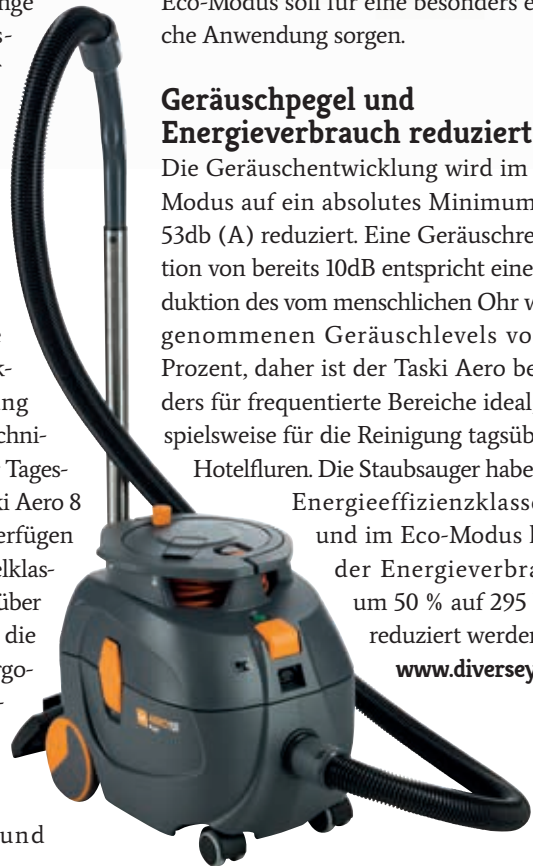 nge
s-
k-
ng
chni-
Tages-
ki Aero 8
erfügen
elklas-
über
die
rgo-
-
und
Eco-Modus soll für eine besonders e
che Anwendung sorgen.
Geräuschpegel und
Energieverbrauch reduziert
Die Geräuschentwicklung wird im
Modus auf ein absolutes Minimum
53db (A) reduziert. Eine Geräuschre
tion von bereits 10dB entspricht eine
duktion des vom menschlichen Ohr w
genommenen Geräuschlevels vo
Prozent, daher ist der Taski Aero be
ders für frequentierte Bereiche ideal,
spielsweise für die Reinigung tagsüb
Hotelfluren. Die Staubsauger habe
Energieeffizienzklasse
und im Eco-Modus k
der Energieverbra
um 50 % auf 295
reduziert werden
www.diversey
AERO